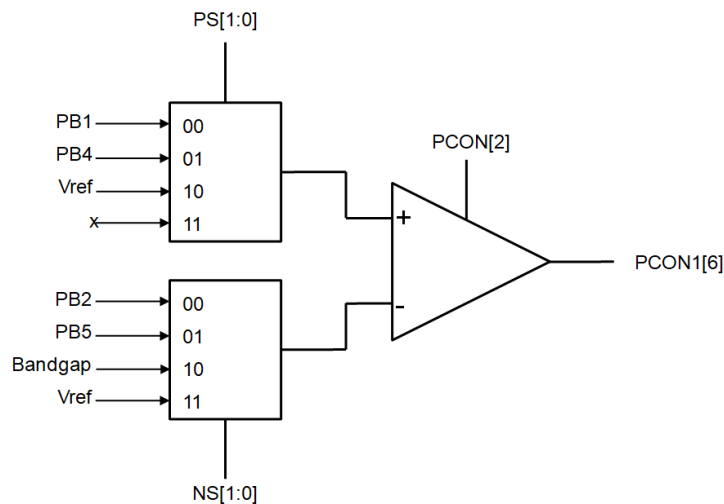 PS[1:0]
PB1
00
PB4
01
Vref
10
x
11
PCON[2]
+
PCON1[6]
-
PB2
00
PB5
01
Bandgap
10
Vref
11
NS[1:0]